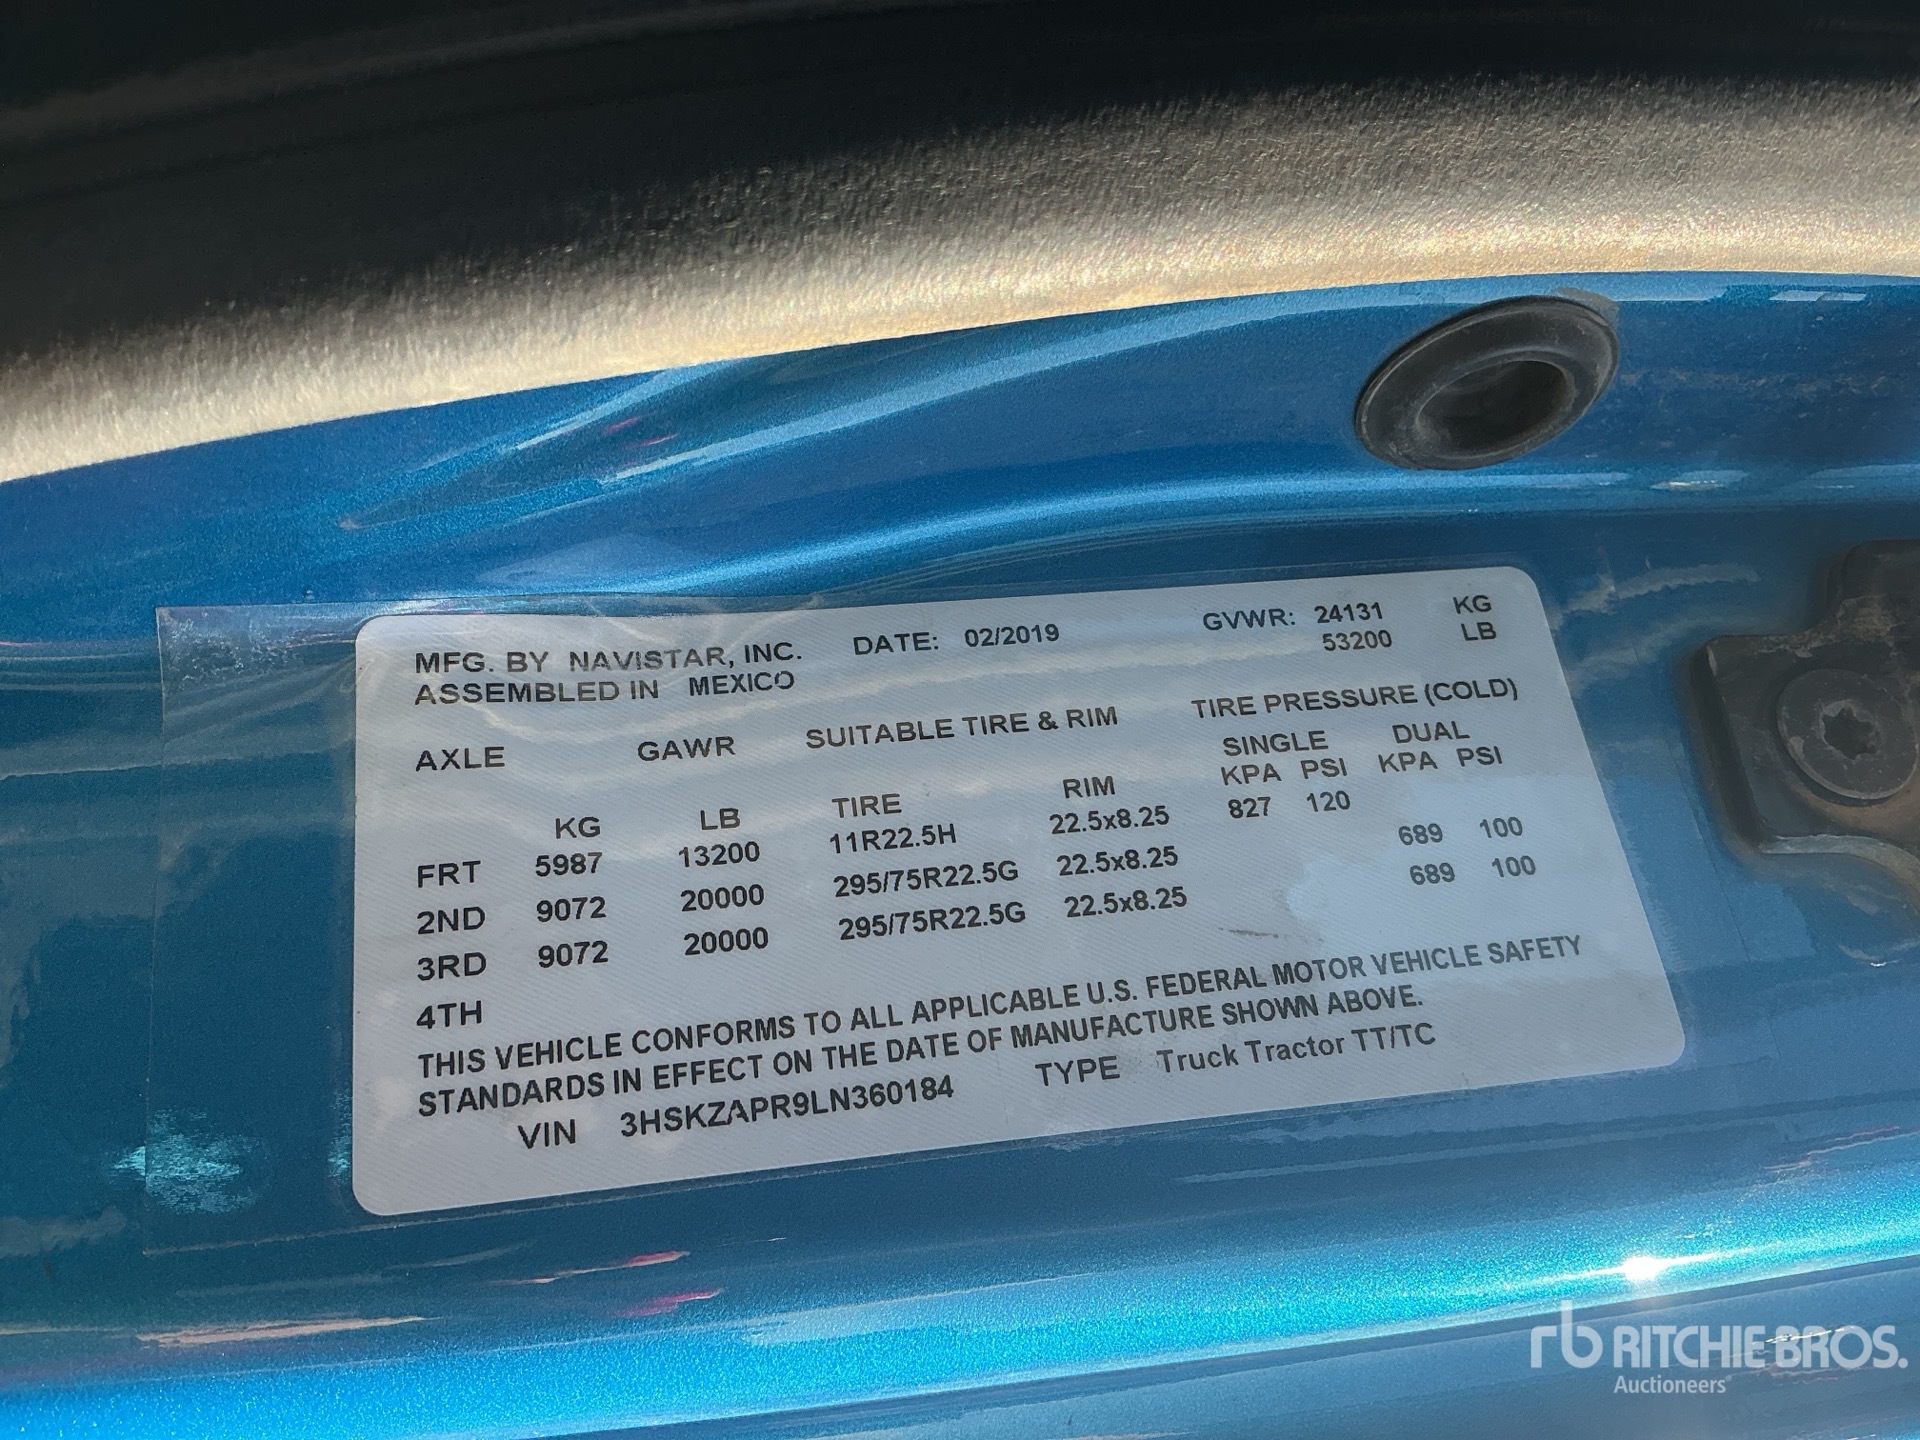 MFG. BY NAVISTAR, INC. DATE: 02/2019 GVWR: 24131 KG
ASSEMBLED IN MEXICO 53200 LB
AXLE GAWR SUITABLE TIRE & RIM TIRE PRESSURE (COLD)
SINGLE DUAL
KG LB TIRE RIM KPA PSI KPA PSI
FRT 5987 13200 11R22.5H 22.5x8.25 827 120
2ND 9072 20000 295/75R22.5G 22.5x8.25 689 100
3RD 9072 20000 295/75R22.5G 22.5x8.25 689 100
4TH
THIS VEHICLE CONFORMS TO ALL APPLICABLE U.S. FEDERAL MOTOR VEHICLE SAFETY
STANDARDS IN EFFECT ON THE DATE OF MANUFACTURE SHOWN ABOVE.
VIN 3HSKZAPR9LN360184 TYPE Truck Tractor TT/TC
rb RITCHIE BROS.
Auctioneers